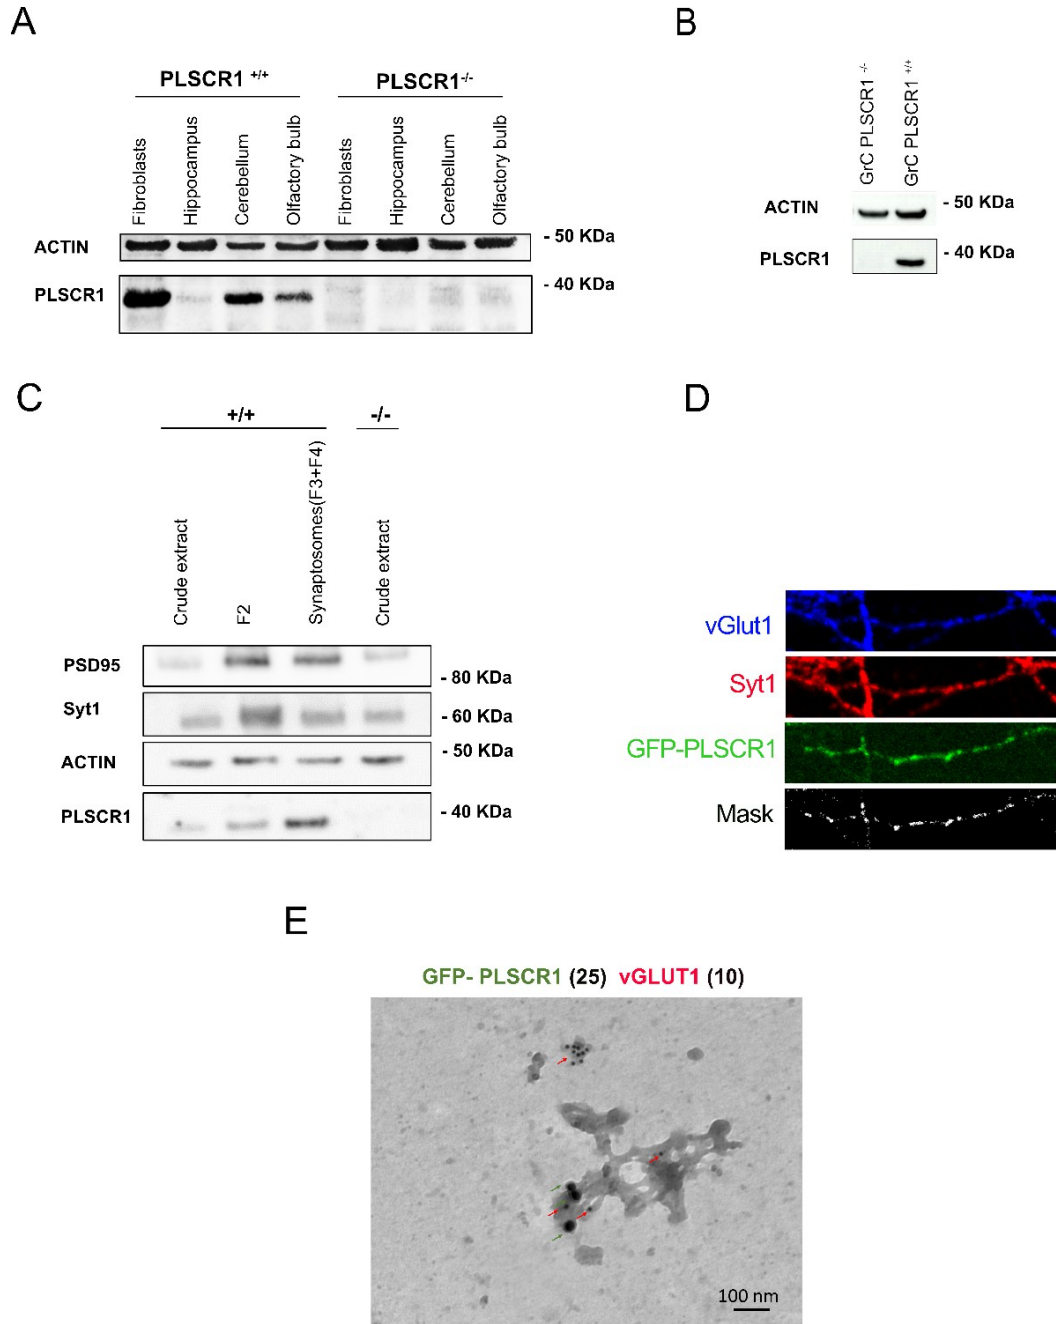 A
PLSCR1 +/+
PLSCR1-/-
Fibroblasts
Hippocampus
Cerebellum
Olfactory bulb
Fibroblasts
Hippocampus
Cerebellum
Olfactory bulb
ACTIN
- 50 KDa
PLSCR1
- 40 KDa
B
GrC PLSCR1 -/-
GrC PLSCR1 +/+
ACTIN
- 50 KDa
PLSCR1
- 40 KDa
C
+/+
-/-
Crude extract
F2
Synaptosomes(F3+F4)
Crude extract
PSD95
- 80 KDa
Syt1
- 60 KDa
ACTIN
- 50 KDa
PLSCR1
- 40 KDa
D
vGlut1
Syt1
GFP-PLSCR1
Mask
E
GFP- PLSCR1 (25) vGLUT1 (10)
100 nm